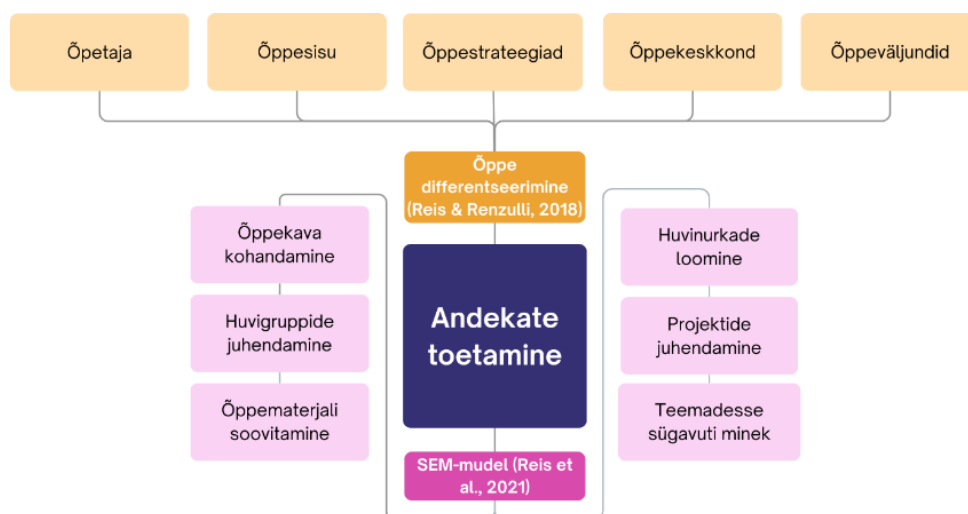 Õpetaja
Õppesisu
Õppestrateegiad
Õppekeskkond
Õppeväljundid
Õppe
differentseerimine
(Reis & Renzulli, 2018)
Õppekava
kohandamine
Huvigruppide
juhendamine
Õppematerjali
soovitamine
Andekate
toetamine
Huvinurkade
loomine
Projektide
juhendamine
Teemadesse
sügavuti minek
SEM-mudel (Reis et
al., 2021)